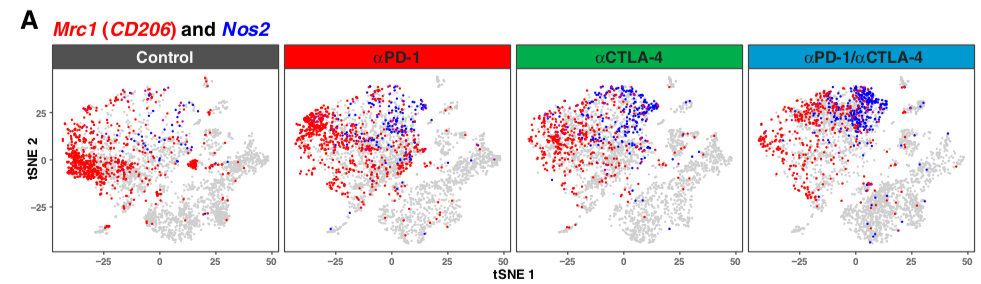 A
Mrc1 (CD206) and Nos2
Control
αPD-1
αCTLA-4
αPD-1/αCTLA-4
tSNE 2
25
0
−25
−25 0 25 50
−25 0 25 50
−25 0 25 50
−25 0 25 50
tSNE 1